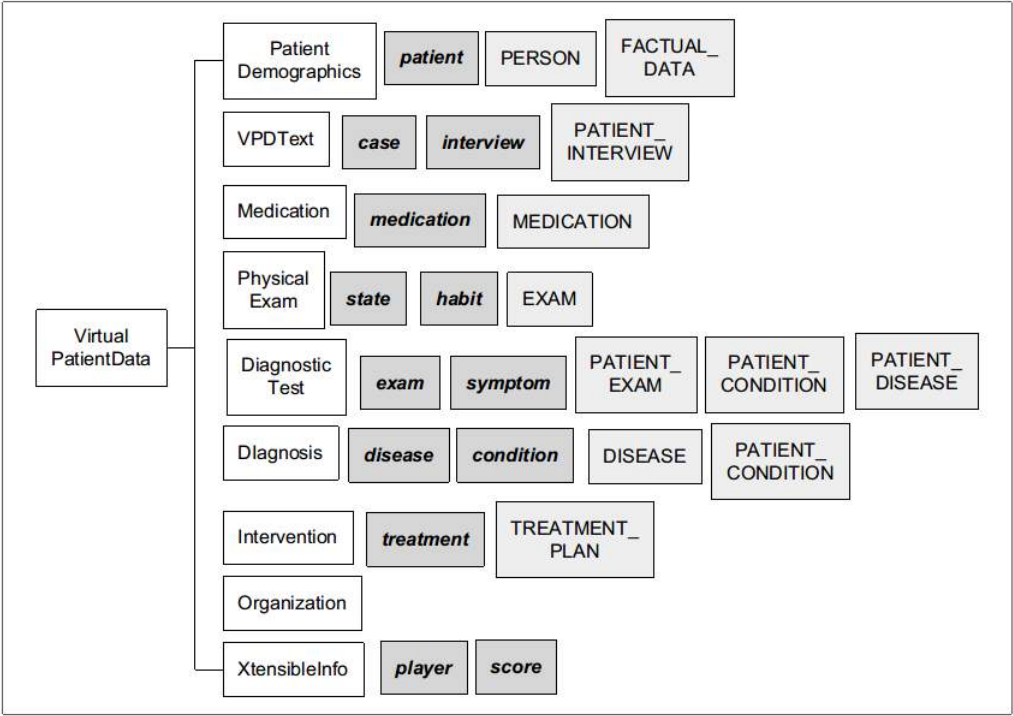 Patient
Demographics
patient
PERSON
FACTUAL_
DATA
VPDText
case
interview
PATIENT_
INTERVIEW
Medication
medication
MEDICATION
Physical
Exam
state
habit
EXAM
Virtual
PatientData
Diagnostic
Test
exam
symptom
PATIENT_
EXAM
PATIENT_
CONDITION
PATIENT_
DISEASE
DIagnosis
disease
condition
DISEASE
PATIENT_
CONDITION
Intervention
treatment
TREATMENT_
PLAN
Organization
XtensibleInfo
player
score